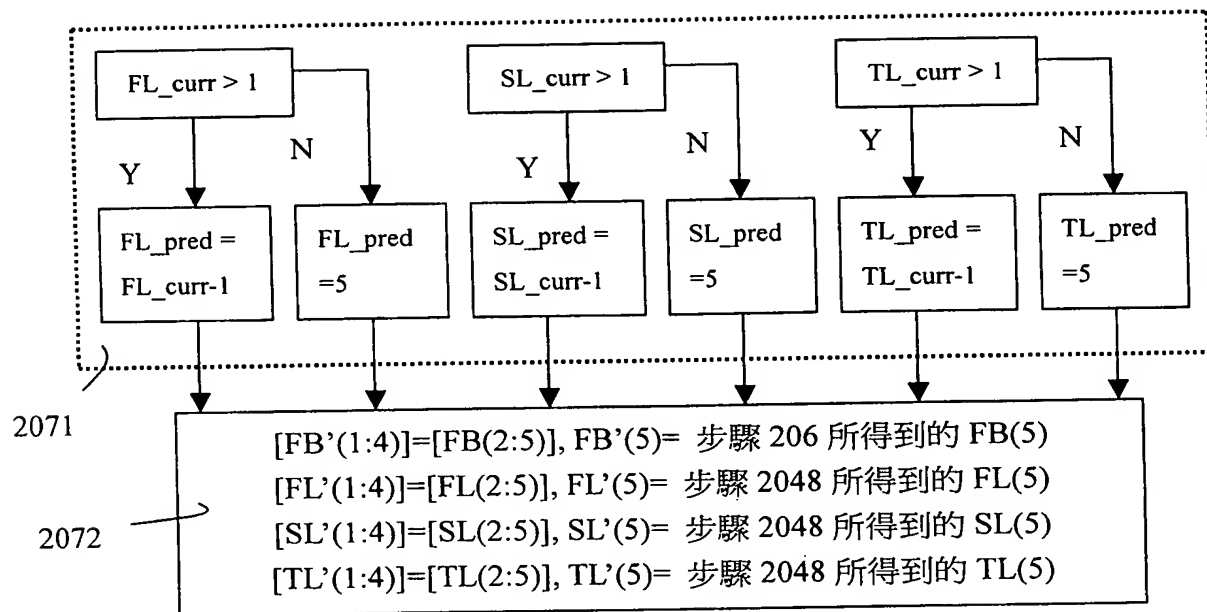 FL_curr > 1
SL_curr > 1
TL_curr > 1
Y
N
Y
N
Y
N
FL_pred =
FL_curr-1
FL_pred
=5
SL_pred =
SL_curr-1
SL_pred
=5
TL_pred =
TL_curr-1
TL_pred
=5
2071
[FB’(1:4)]=[FB(2:5)], FB’(5)= 步驟 206 所得到的 FB(5)
[FL’(1:4)]=[FL(2:5)], FL’(5)= 步驟 2048 所得到的 FL(5)
[SL’(1:4)]=[SL(2:5)], SL’(5)= 步驟 2048 所得到的 SL(5)
[TL’(1:4)]=[TL(2:5)], TL’(5)= 步驟 2048 所得到的 TL(5)
2072